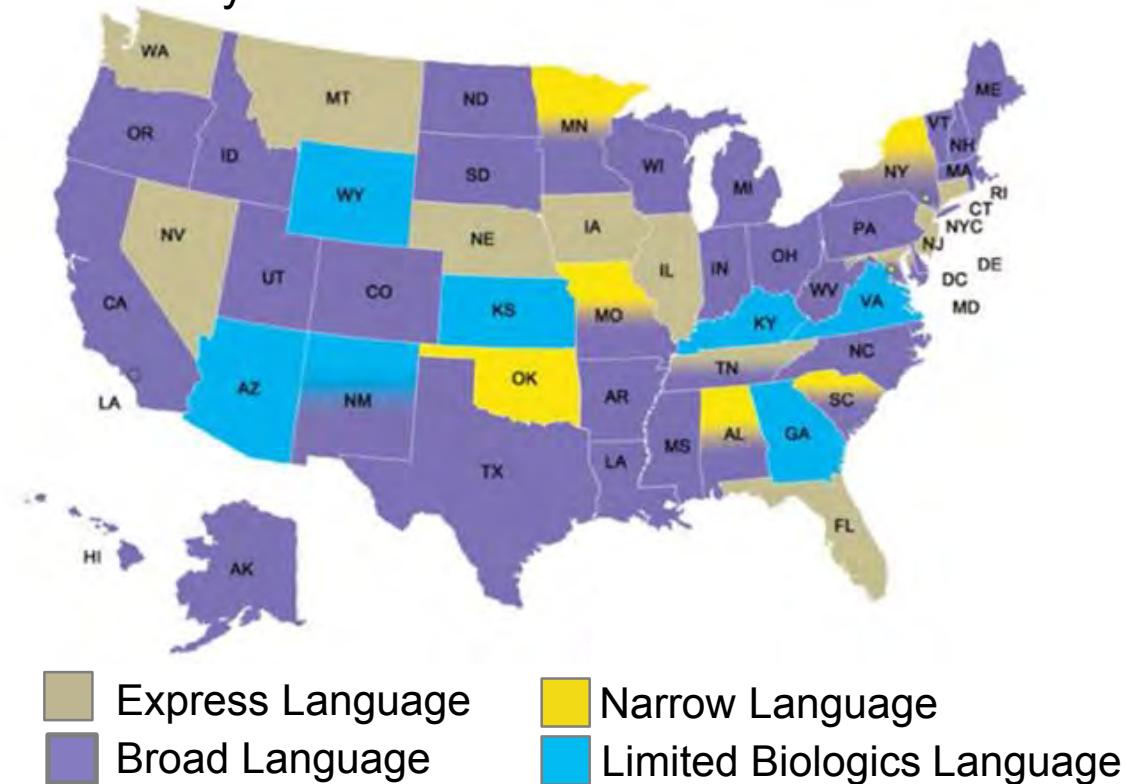 WA
MT
ND
MN
ME
OR
ID
SD
WI
MI
NY
VT
NH
MA
RI
CT
NYC
WY
NV
NE
IA
PA
NJ
UT
CO
IL
IN
OH
WV
DC
DE
MD
CA
KS
MO
KY
VA
LA
AZ
NM
OK
AR
TN
NC
SC
MS
AL
GA
TX
LA
FL
HI
AK
Express Language
Narrow Language
Broad Language
Limited Biologics Language